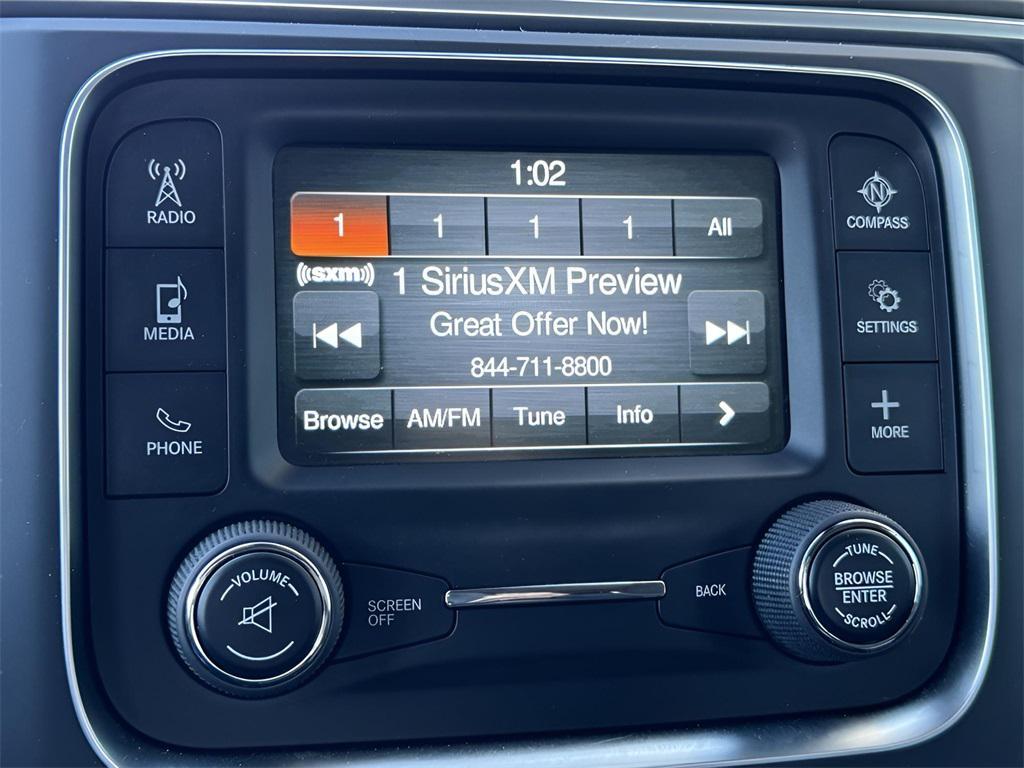 1:02
1 1 1 1 All
sxm 1 SiriusXM Preview
Great Offer Now!
844-711-8800
Browse AM/FM Tune Info
RADIO
MEDIA
PHONE
N
COMPASS
SETTINGS
MORE
VOLUME
SCREEN
OFF
BACK
TUNE
BROWSE
ENTER
SCROLL